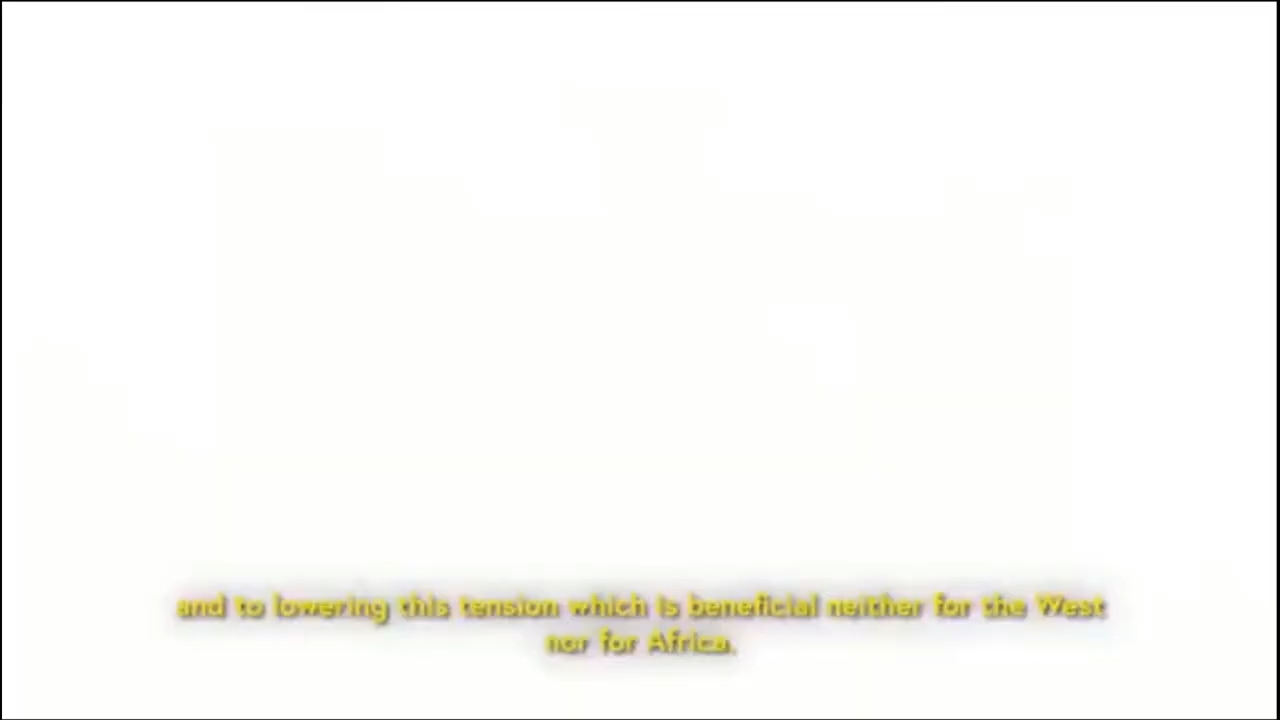 and to lowering this tension which is beneficial neither for the West
nor for Africa.